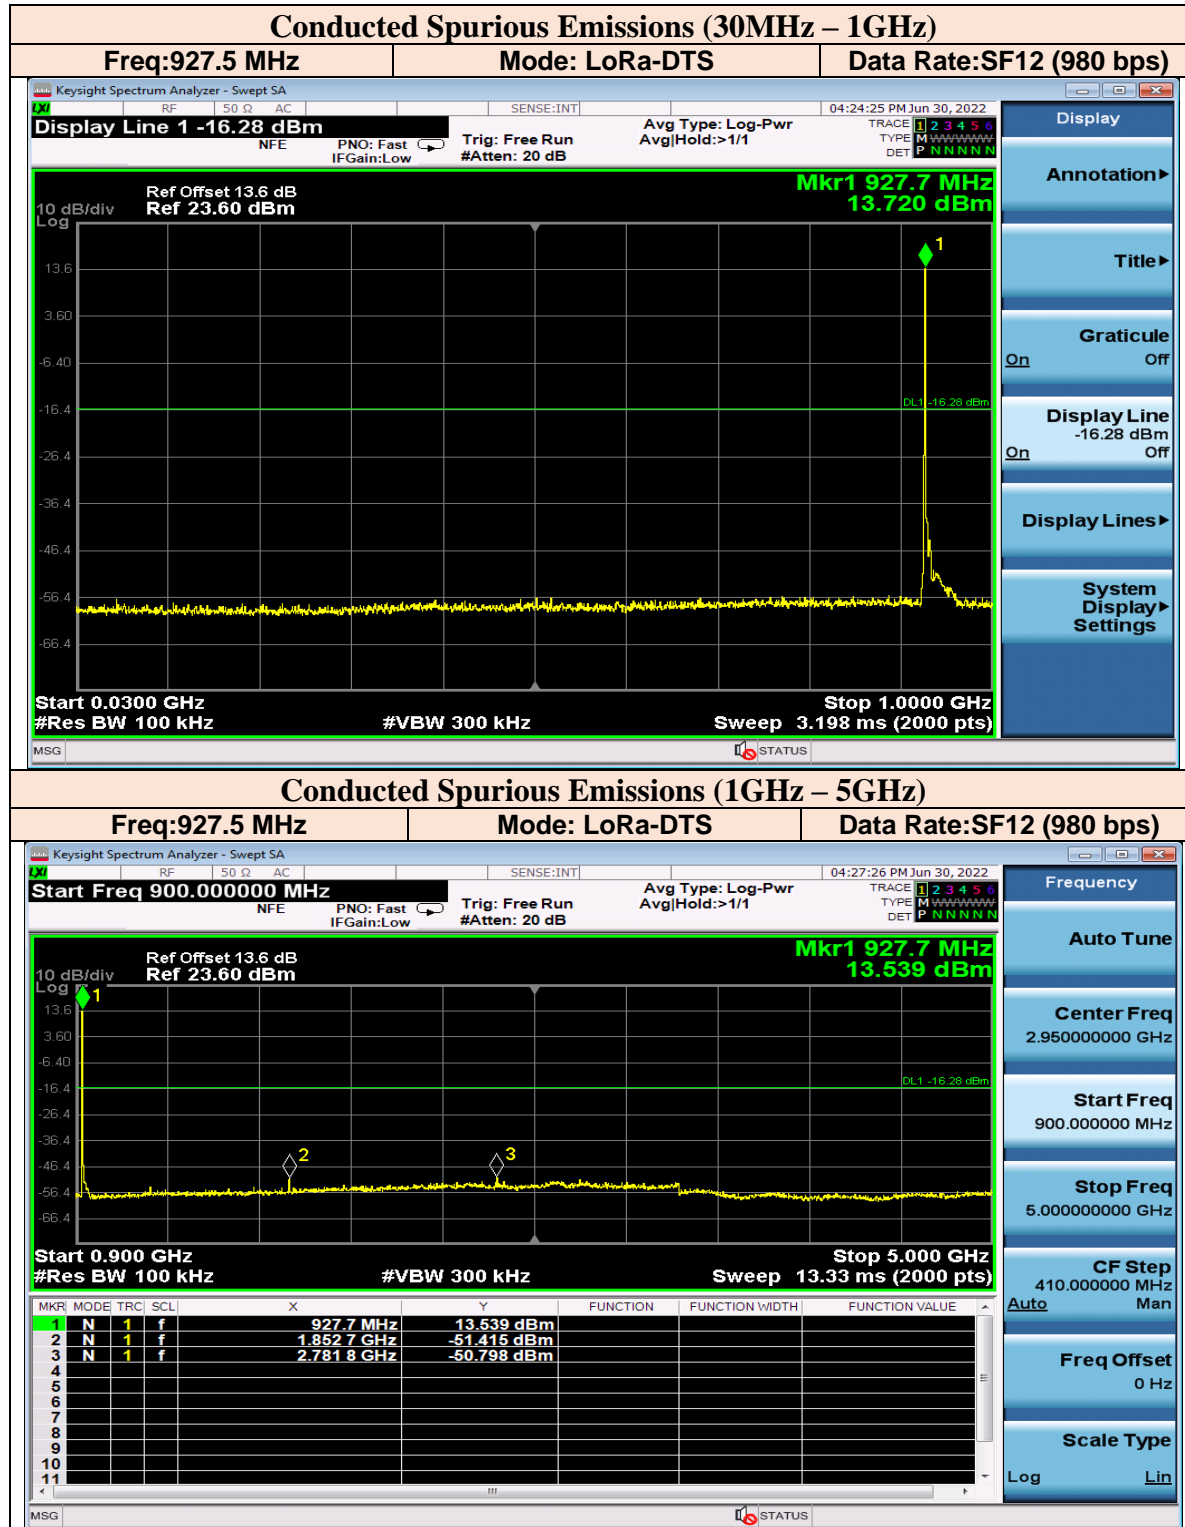 Conducted Spurious Emissions (30MHz – 1GHz)
Freq:927.5 MHz Mode: LoRa-DTS Data Rate:SF12 (980 bps)
Keysight Spectrum Analyzer - Swept SA
LXI RF 50 Ω AC SENSE:INT 04:24:25 PM Jun 30, 2022
Display Line 1 -16.28 dBm
NFE PNO: Fast IFGain:Low Trig: Free Run #Atten: 20 dB Avg Type: Log-Pwr Avg|Hold:>1/1
TRACE 1 2 3 4 5 6
TYPE M WWWWW
DET P N N N N N
Ref Offset 13.6 dB
10 dB/div Ref 23.60 dBm
Log
Mkr1 927.7 MHz
13.720 dBm
1
13.6
3.60
-6.40
-16.4
DL1 -16.28 dBm
-26.4
-36.4
-46.4
-56.4
-66.4
Start 0.0300 GHz Stop 1.0000 GHz
#Res BW 100 kHz #VBW 300 kHz Sweep 3.198 ms (2000 pts)
MSG STATUS
Display
Annotation
Title
Graticule
On Off
Display Line
-16.28 dBm
On Off
Display Lines
System
Display
Settings
Conducted Spurious Emissions (1GHz – 5GHz)
Freq:927.5 MHz Mode: LoRa-DTS Data Rate:SF12 (980 bps)
Keysight Spectrum Analyzer - Swept SA
LXI RF 50 Ω AC SENSE:INT 04:27:26 PM Jun 30, 2022
Start Freq 900.000000 MHz
NFE PNO: Fast IFGain:Low Trig: Free Run #Atten: 20 dB Avg Type: Log-Pwr Avg|Hold:>1/1
TRACE 1 2 3 4 5 6
TYPE M WWWWW
DET P N N N N N
Ref Offset 13.6 dB
10 dB/div Ref 23.60 dBm
Log
Mkr1 927.7 MHz
13.539 dBm
1
13.6
3.60
-6.40
-16.4
DL1 -16.28 dBm
-26.4
-36.4
2 3
-46.4
-56.4
-66.4
Start 0.900 GHz Stop 5.000 GHz
#Res BW 100 kHz #VBW 300 kHz Sweep 13.33 ms (2000 pts)
MKR MODE TRC SCL X Y FUNCTION FUNCTION WIDTH FUNCTION VALUE
1 N 1 f 927.7 MHz 13.539 dBm
2 N 1 f 1.852 7 GHz -51.415 dBm
3 N 1 f 2.781 8 GHz -50.798 dBm
4
5
6
7
8
9
10
11
MSG STATUS
Frequency
Auto Tune
Center Freq
2.950000000 GHz
Start Freq
900.000000 MHz
Stop Freq
5.000000000 GHz
CF Step
410.000000 MHz
Auto Man
Freq Offset
0 Hz
Scale Type
Log Lin